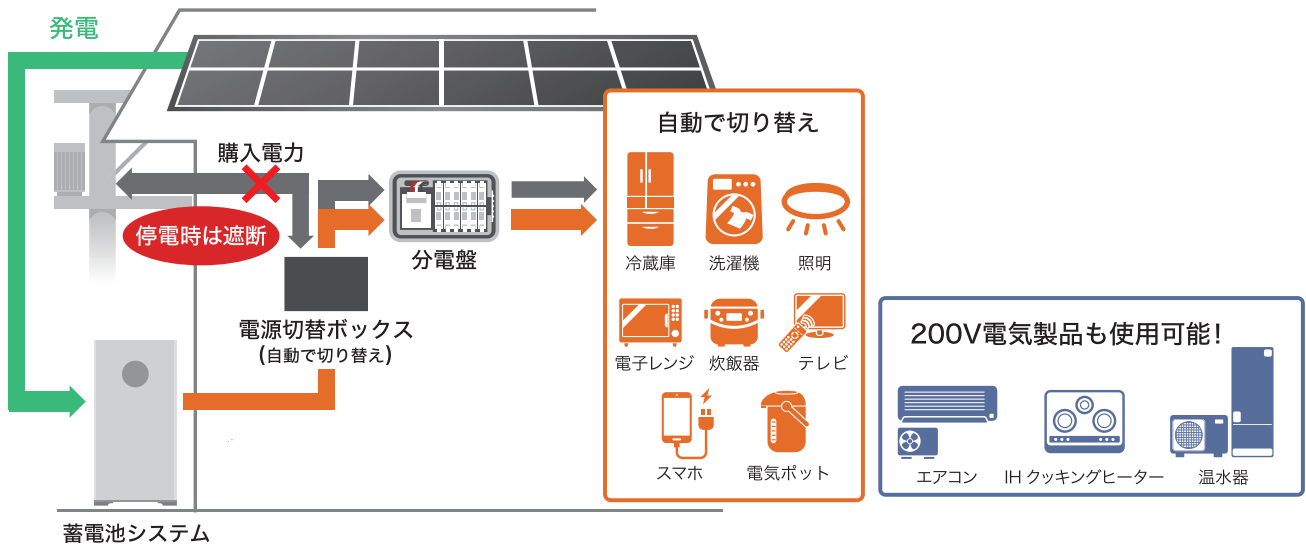 発電
購入電力
停電時は遮断
分電盤
電源切替ボックス
(自動で切り替え)
蓄電池システム
自動で切り替え
冷蔵庫
洗濯機
照明
電子レンジ
炊飯器
テレビ
スマホ
電気ポット
200V電気製品も使用可能!
エアコン
IH クッキングヒーター
温水器